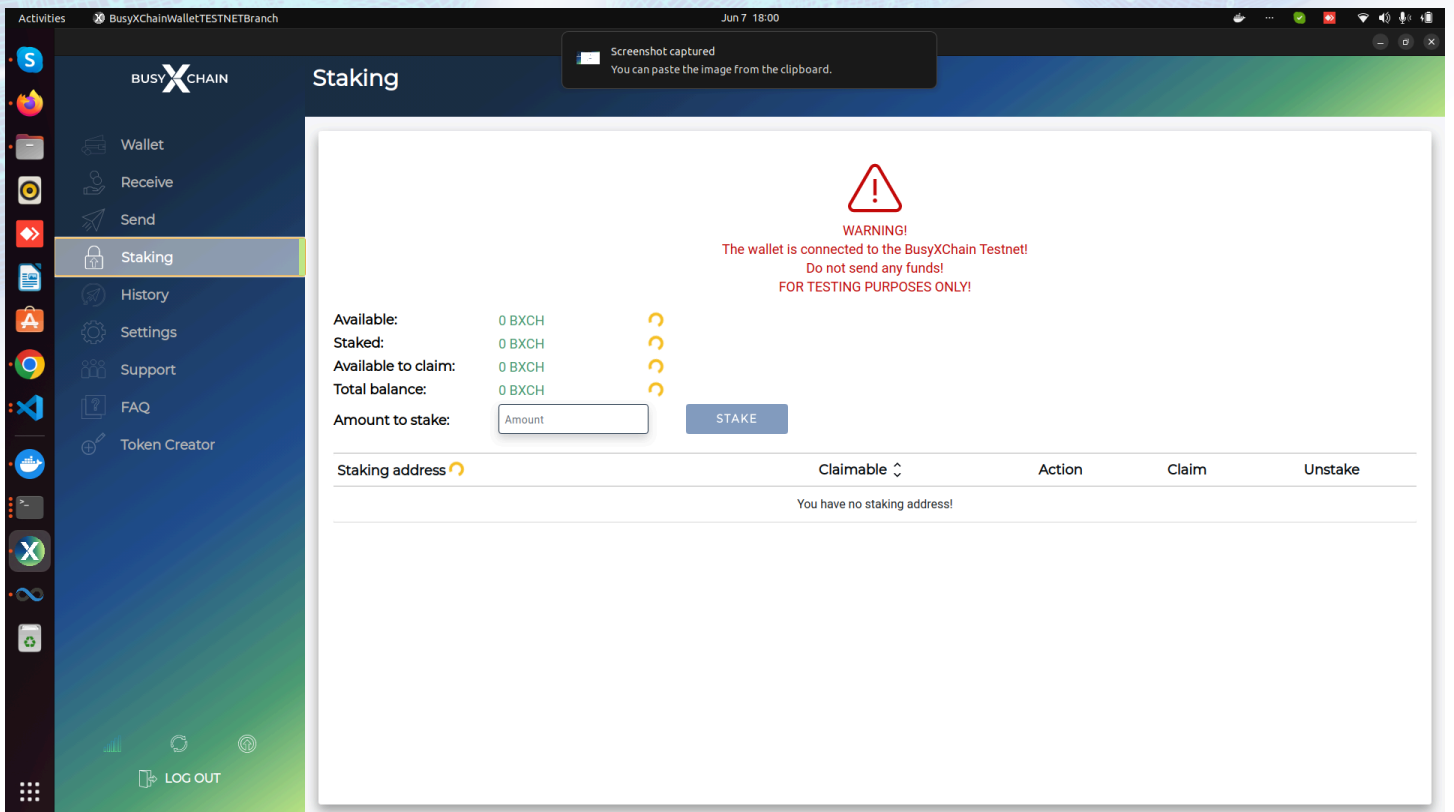 Activities BusyXChainWalletTESTNETBranch Jun 7 18:00
Screenshot captured
You can paste the image from the clipboard.
BUSY X CHAIN
Staking
Wallet
Receive
Send
Staking
History
Settings
Support
FAQ
Token Creator
LOG OUT
WARNING!
The wallet is connected to the BusyXChain Testnet!
Do not send any funds!
FOR TESTING PURPOSES ONLY!
Available: 0 BXCH
Staked: 0 BXCH
Available to claim: 0 BXCH
Total balance: 0 BXCH
Amount to stake: Amount STAKE
Staking address Claimable Action Claim Unstake
You have no staking address!